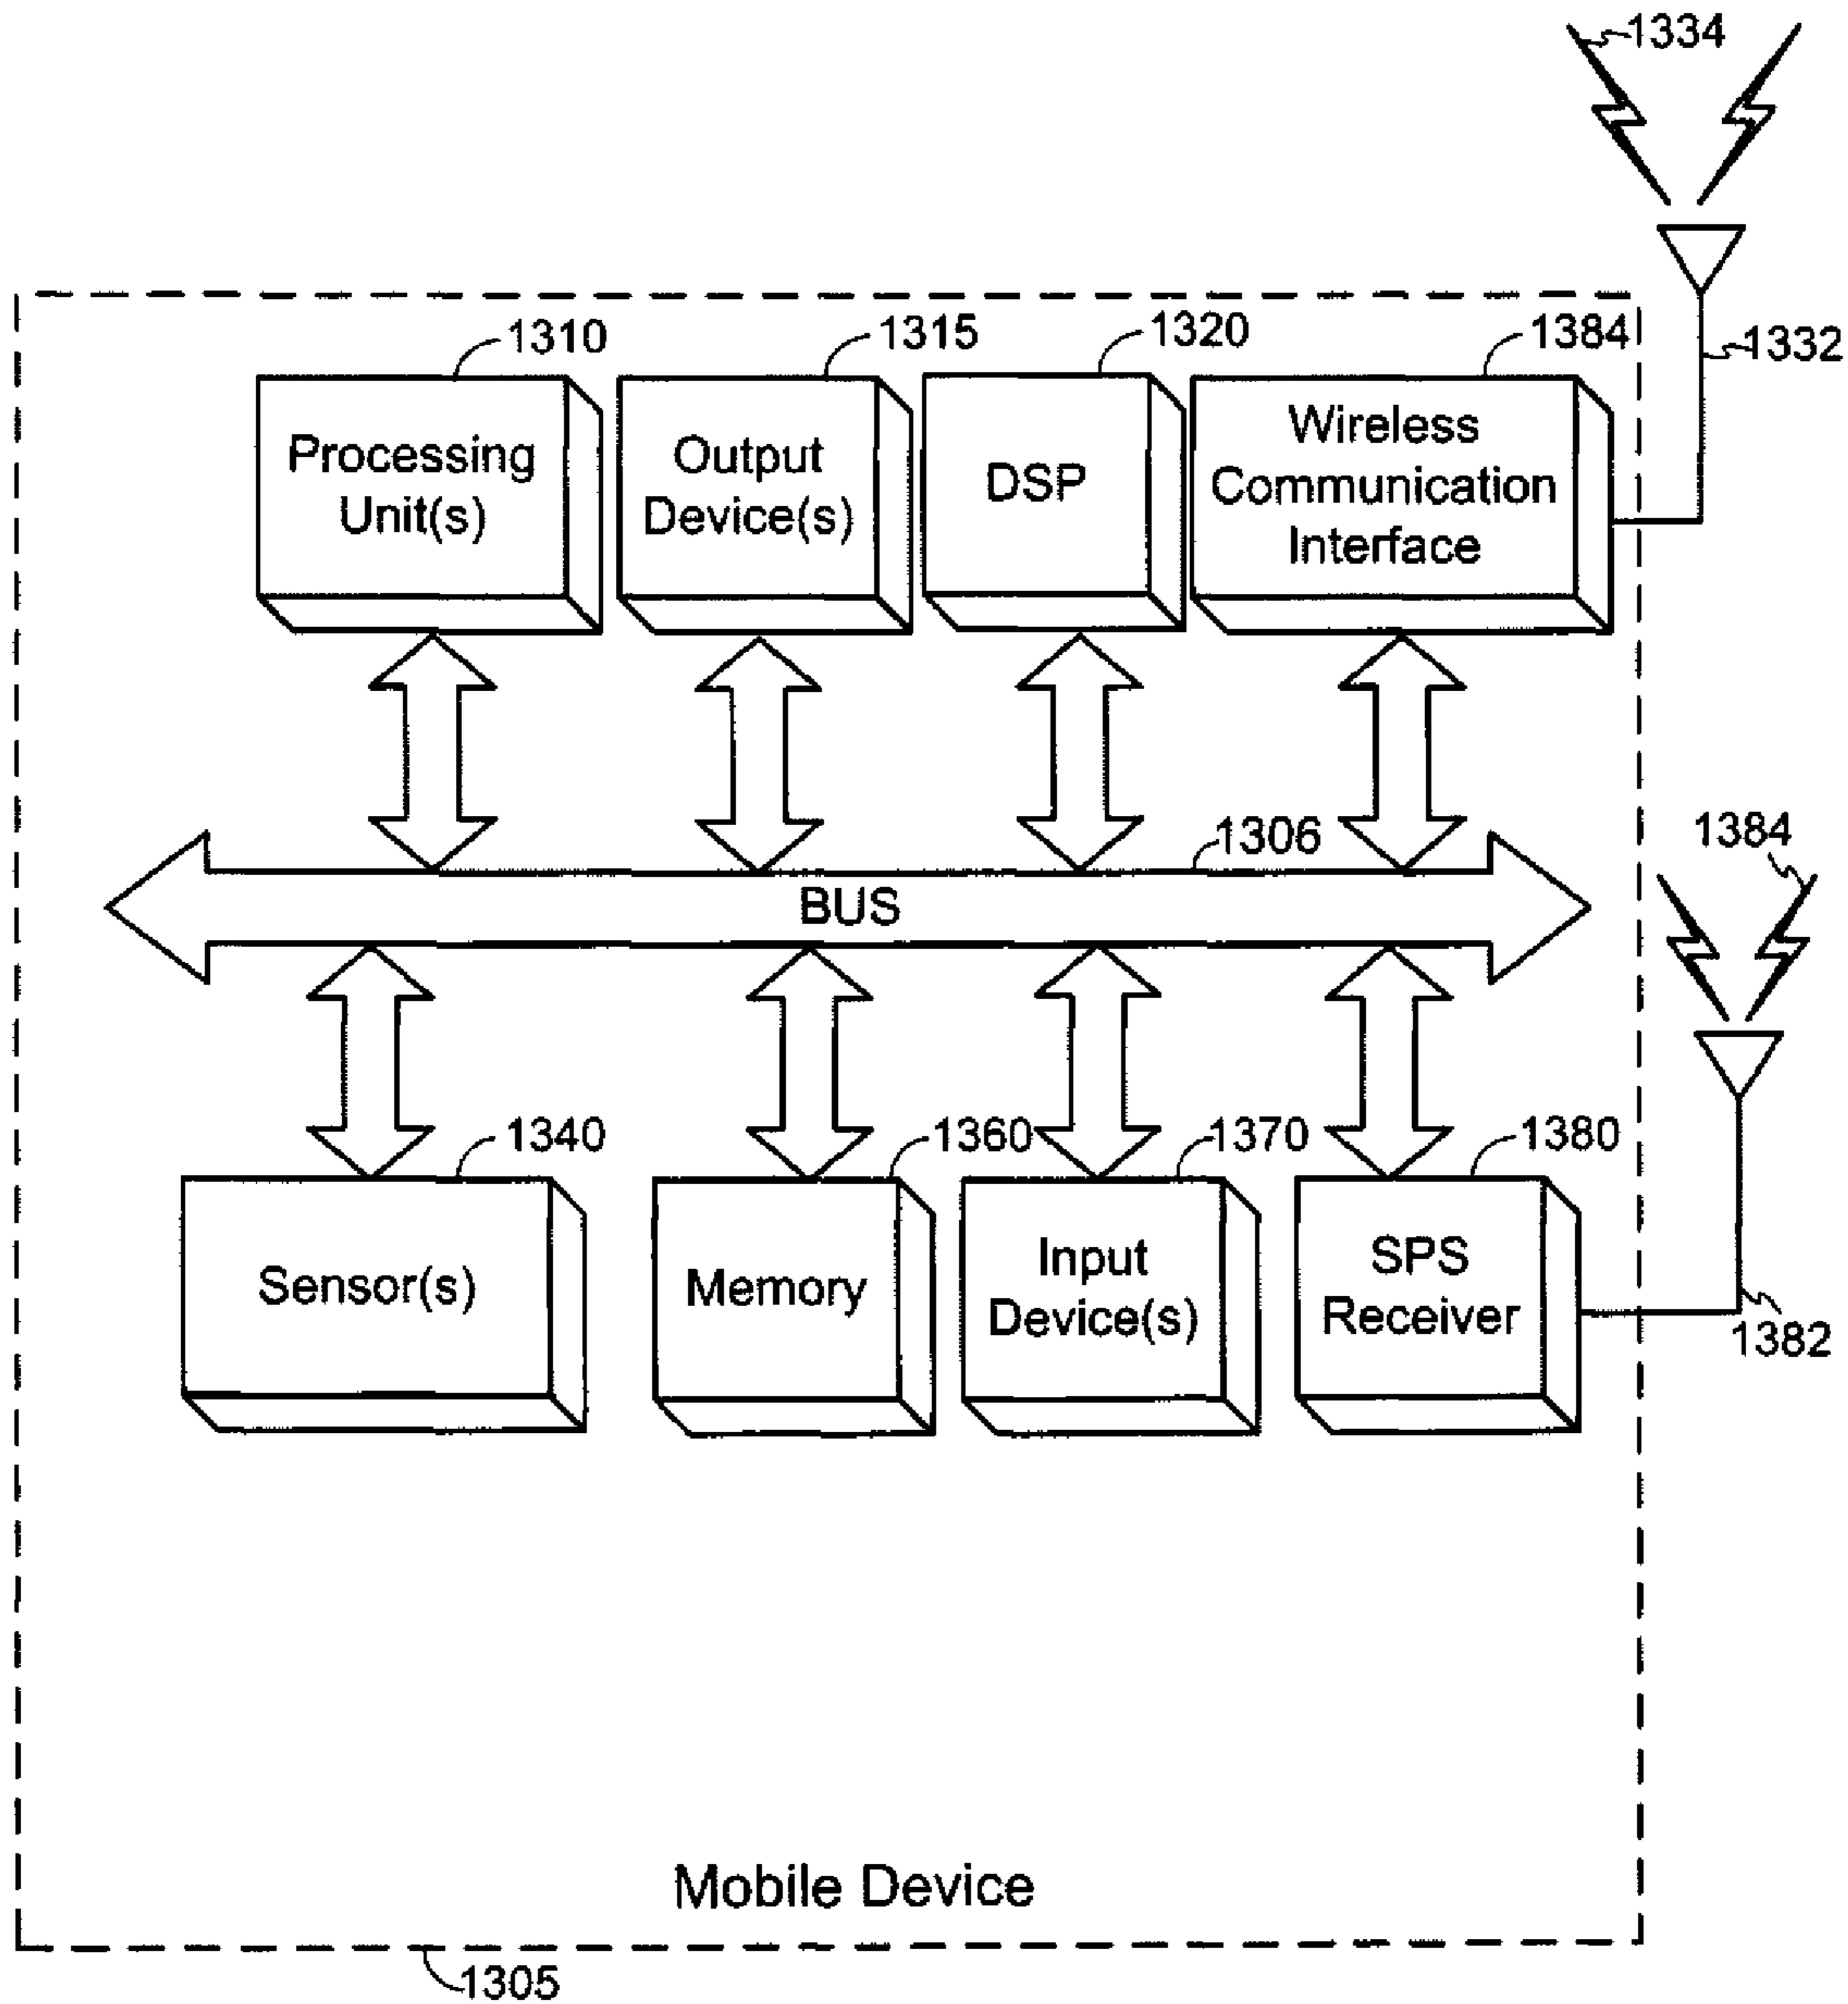 1334
1310
1315
1320
1384
1332
Processing
Unit(s)
Output
Device(s)
DSP
Wireless
Communication
Interface
1306
1384
BUS
1340
1360
1370
1380
Sensor(s)
Memory
Input
Device(s)
SPS
Receiver
1382
Mobile Device
1305